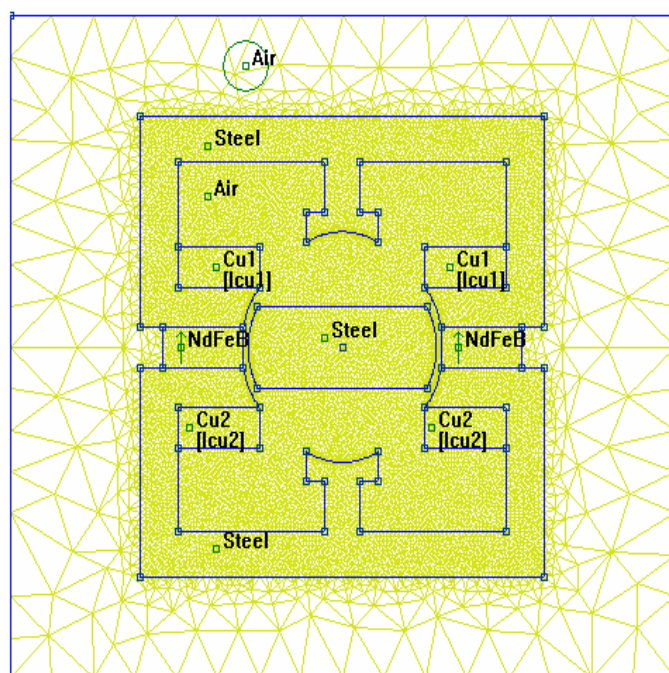 Air
Steel
Air
Cu1
[Icu1]
Cu1
[Icu1]
NdFeB
Steel
NdFeB
Cu2
[Icu2]
Cu2
[Icu2]
Steel